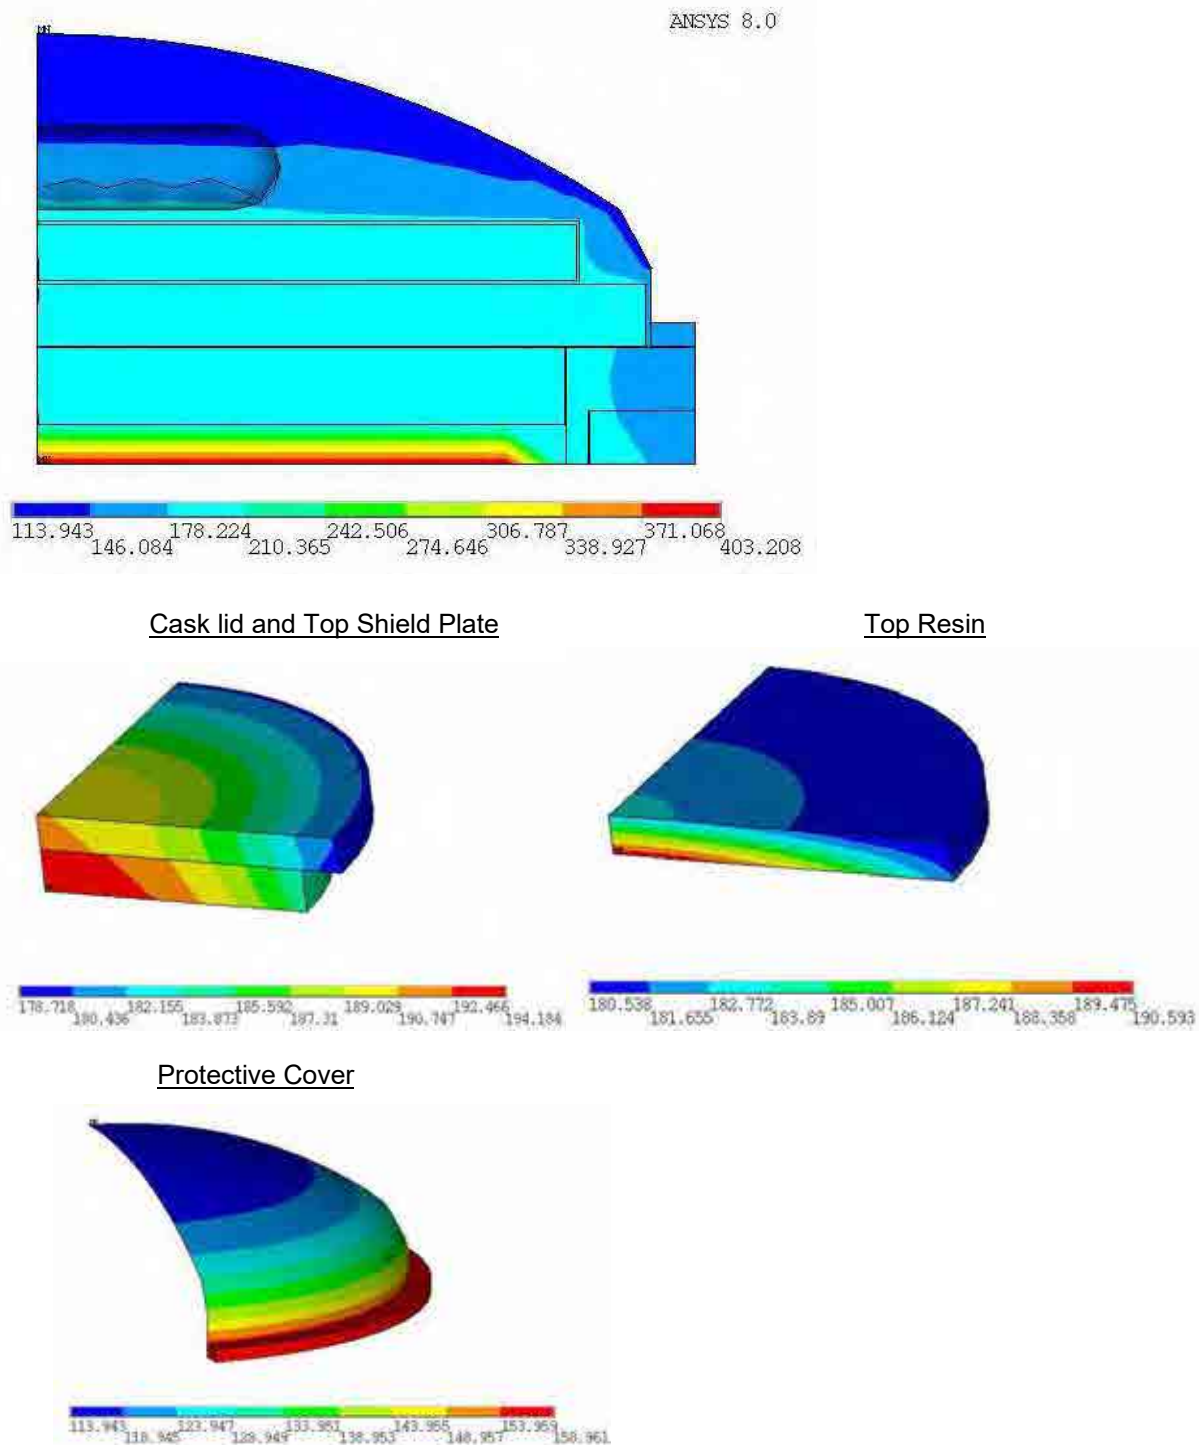 ANSYS 8.0
113.943 178.224 242.506 306.787 371.068
146.084 210.365 274.646 338.927 403.208
Cask lid and Top Shield Plate Top Resin
178.718 182.155 185.592 189.029 192.466
180.436 183.873 187.31 190.747 194.184
180.538 182.772 185.007 187.241 189.475
181.655 183.89 186.124 188.358 190.593
Protective Cover
113.943 123.947 133.951 143.955 153.959
118.945 128.949 138.953 148.957 158.961